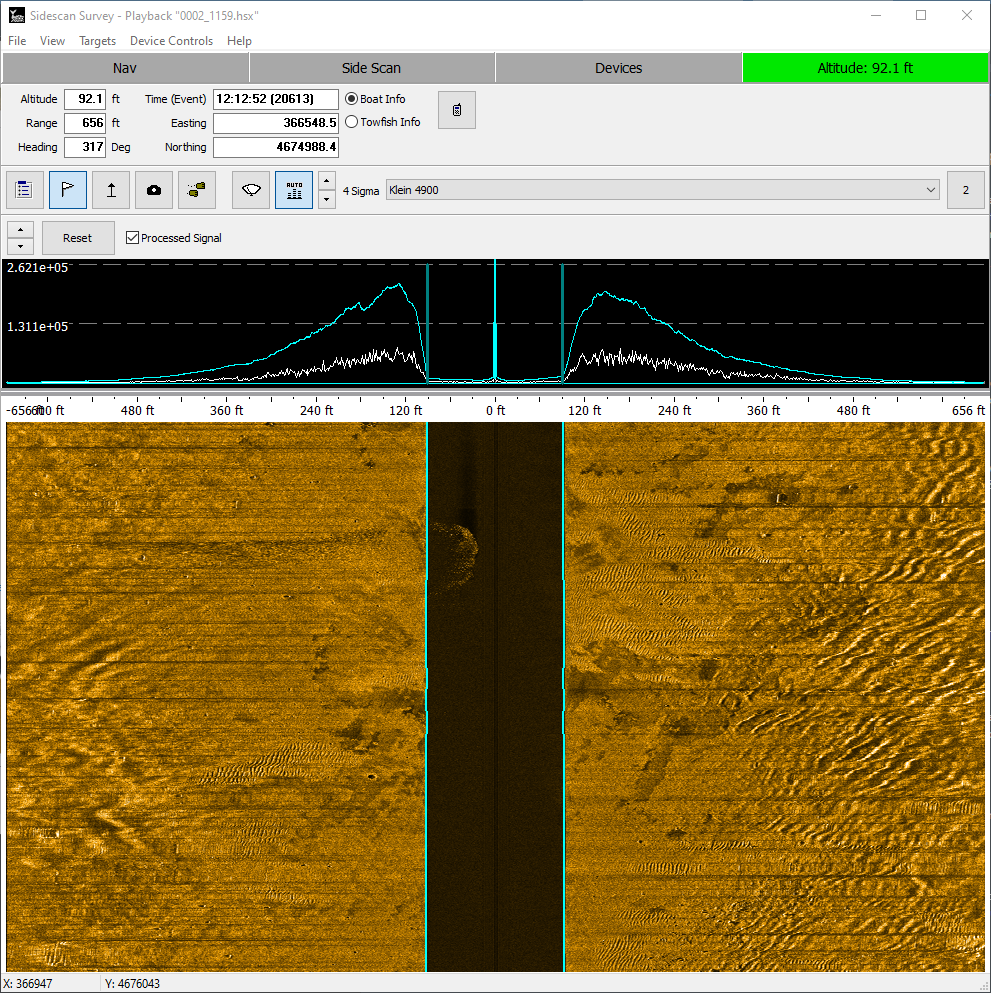 Sidescan Survey - Playback "0002_1159.hsx"
File View Targets Device Controls Help
Nav Side Scan Devices Altitude: 92.1 ft
Altitude 92.1 ft Time (Event) 12:12:52 (20613) Boat Info
Range 656 ft Easting 366548.5 Towfish Info
Heading 317 Deg Northing 4674988.4
AUTO 4 Sigma Klein 4900 2
Reset Processed Signal
2.621e+05
1.311e+05
480 ft 360 ft 240 ft 120 ft 0 ft 120 ft 240 ft 360 ft 480 ft 656 ft
X: 366947 Y: 4676043